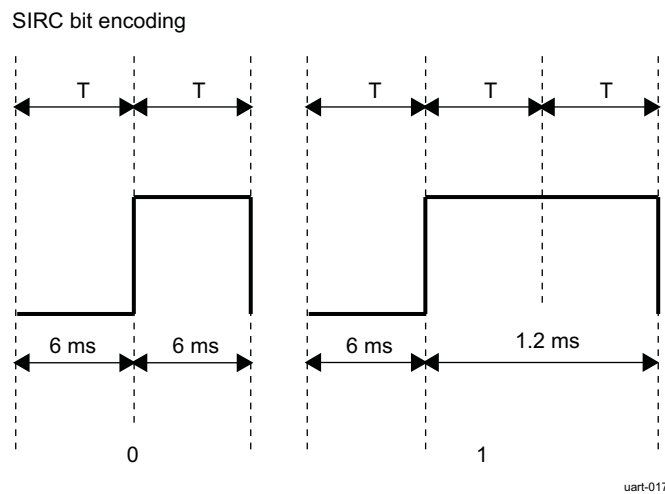 SIRC bit encoding
T T T T T
6 ms 6 ms 6 ms 1.2 ms
0 1
uart-017